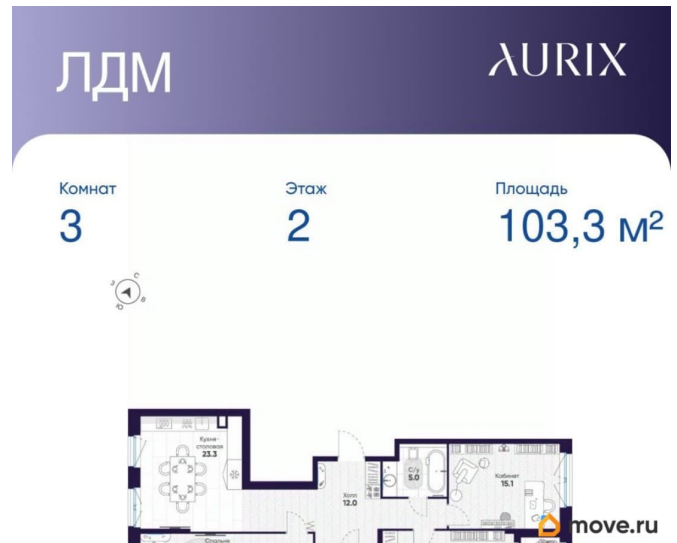 ЛДМ
AURIX
Комнат
Этаж
Площадь
3
2
103,3 м²
С
З
В
Ю
Кухня-
столовая
23.3
С/у
5.0
Кабинет
15.1
Холл
12.0
Спальня
move.ru